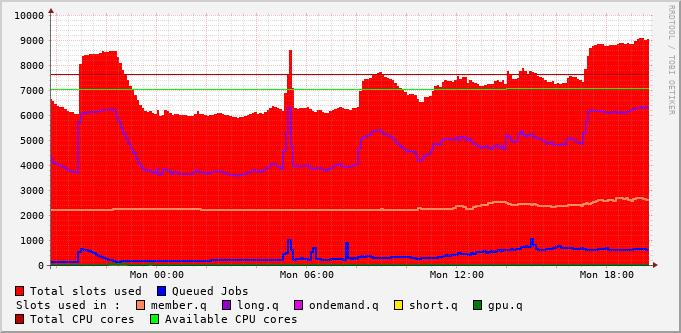 10000
9000
8000
7000
6000
5000
4000
3000
2000
1000
0
Mon 00:00 Mon 06:00 Mon 12:00 Mon 18:00
RRDTOOL / TOBI OETIKER
Total slots used Queued Jobs
Slots used in : member.q long.q ondemand.q short.q gpu.q
Total CPU cores Available CPU cores